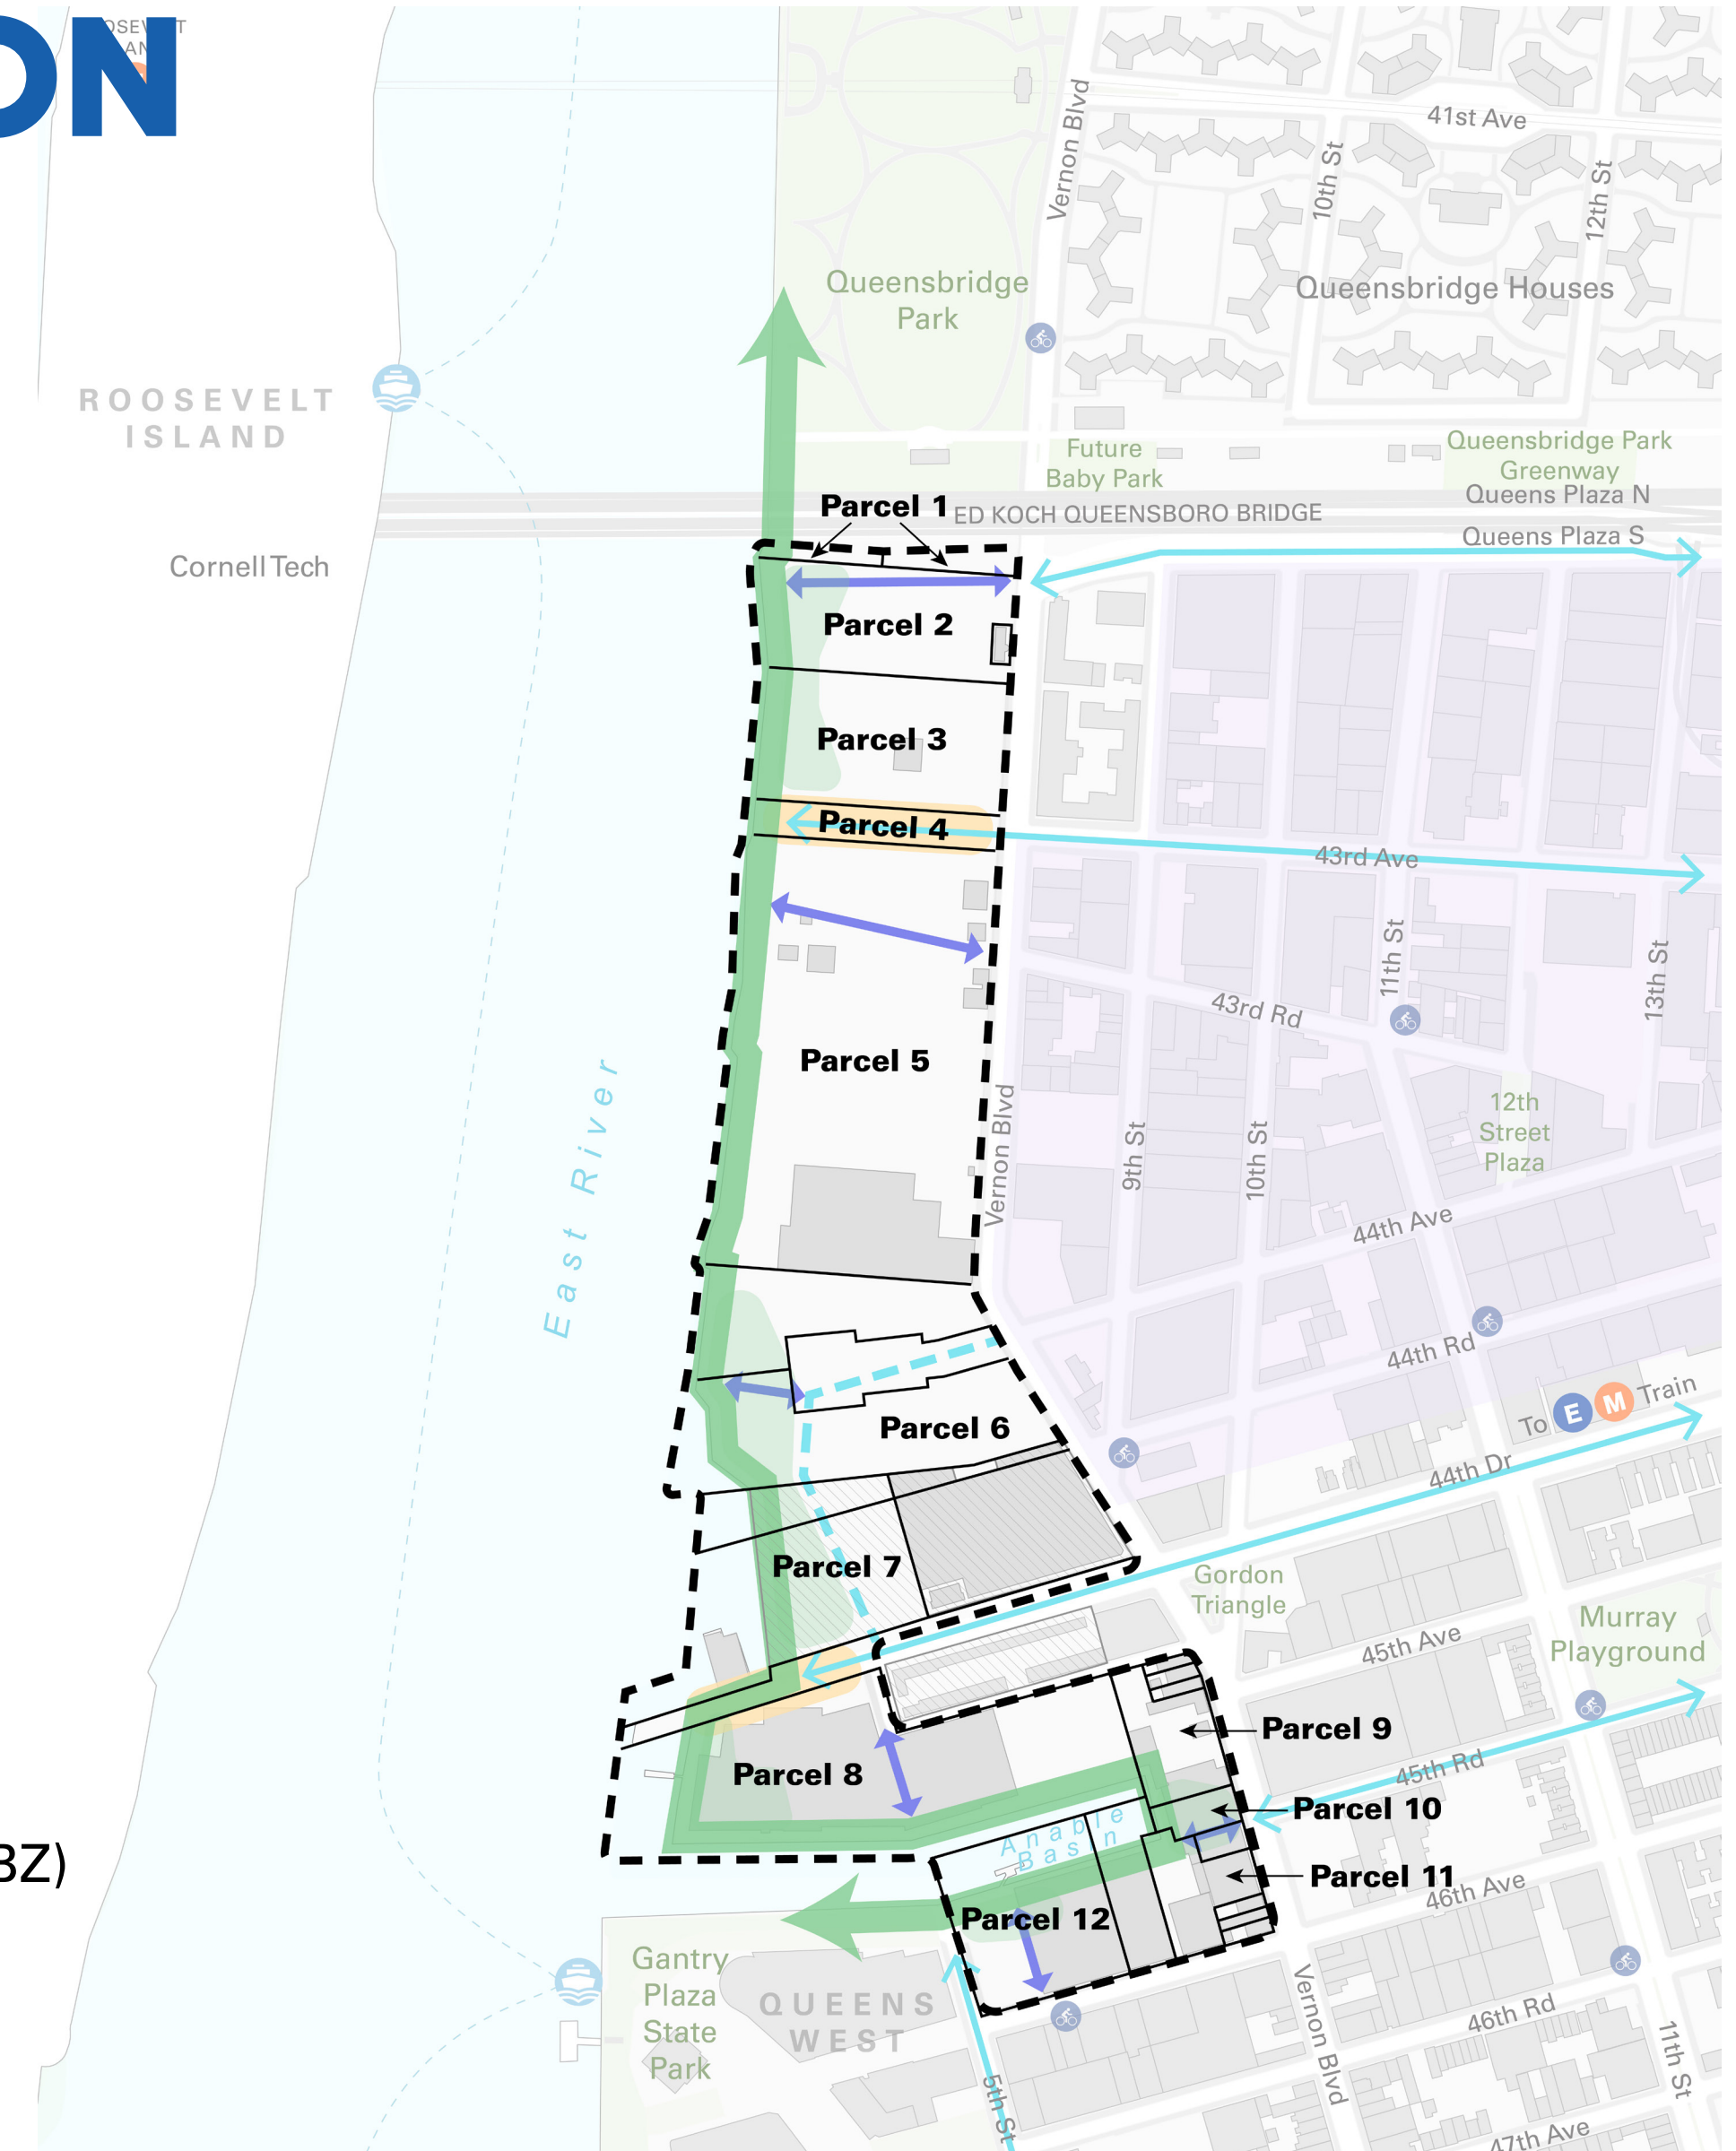 ON
41st Ave
Vernon Blvd
10th St
12th St
Queensbridge
Park
Queensbridge Houses
ROOSEVELT
ISLAND
Future
Baby Park
Queensbridge Park
Greenway
Queens Plaza N
Parcel 1
ED KOCH QUEENSBORO BRIDGE
Queens Plaza S
Cornell Tech
Parcel 2
Parcel 3
Parcel 4
43rd Ave
11th St
13th St
43rd Rd
Parcel 5
East River
Vernon Blvd
9th St
10th St
12th
Street
Plaza
44th Ave
44th Rd
To E M Train
Parcel 6
44th Dr
Parcel 7
Gordon
Triangle
Murray
Playground
45th Ave
Parcel 9
Parcel 8
45th Rd
Parcel 10
Anable
Basin
BZ)
Parcel 11
46th Ave
Parcel 12
Gantry
Plaza
State
Park
QUEENS
WEST
46th Rd
Vernon Blvd
11th St
5th St
47th Ave